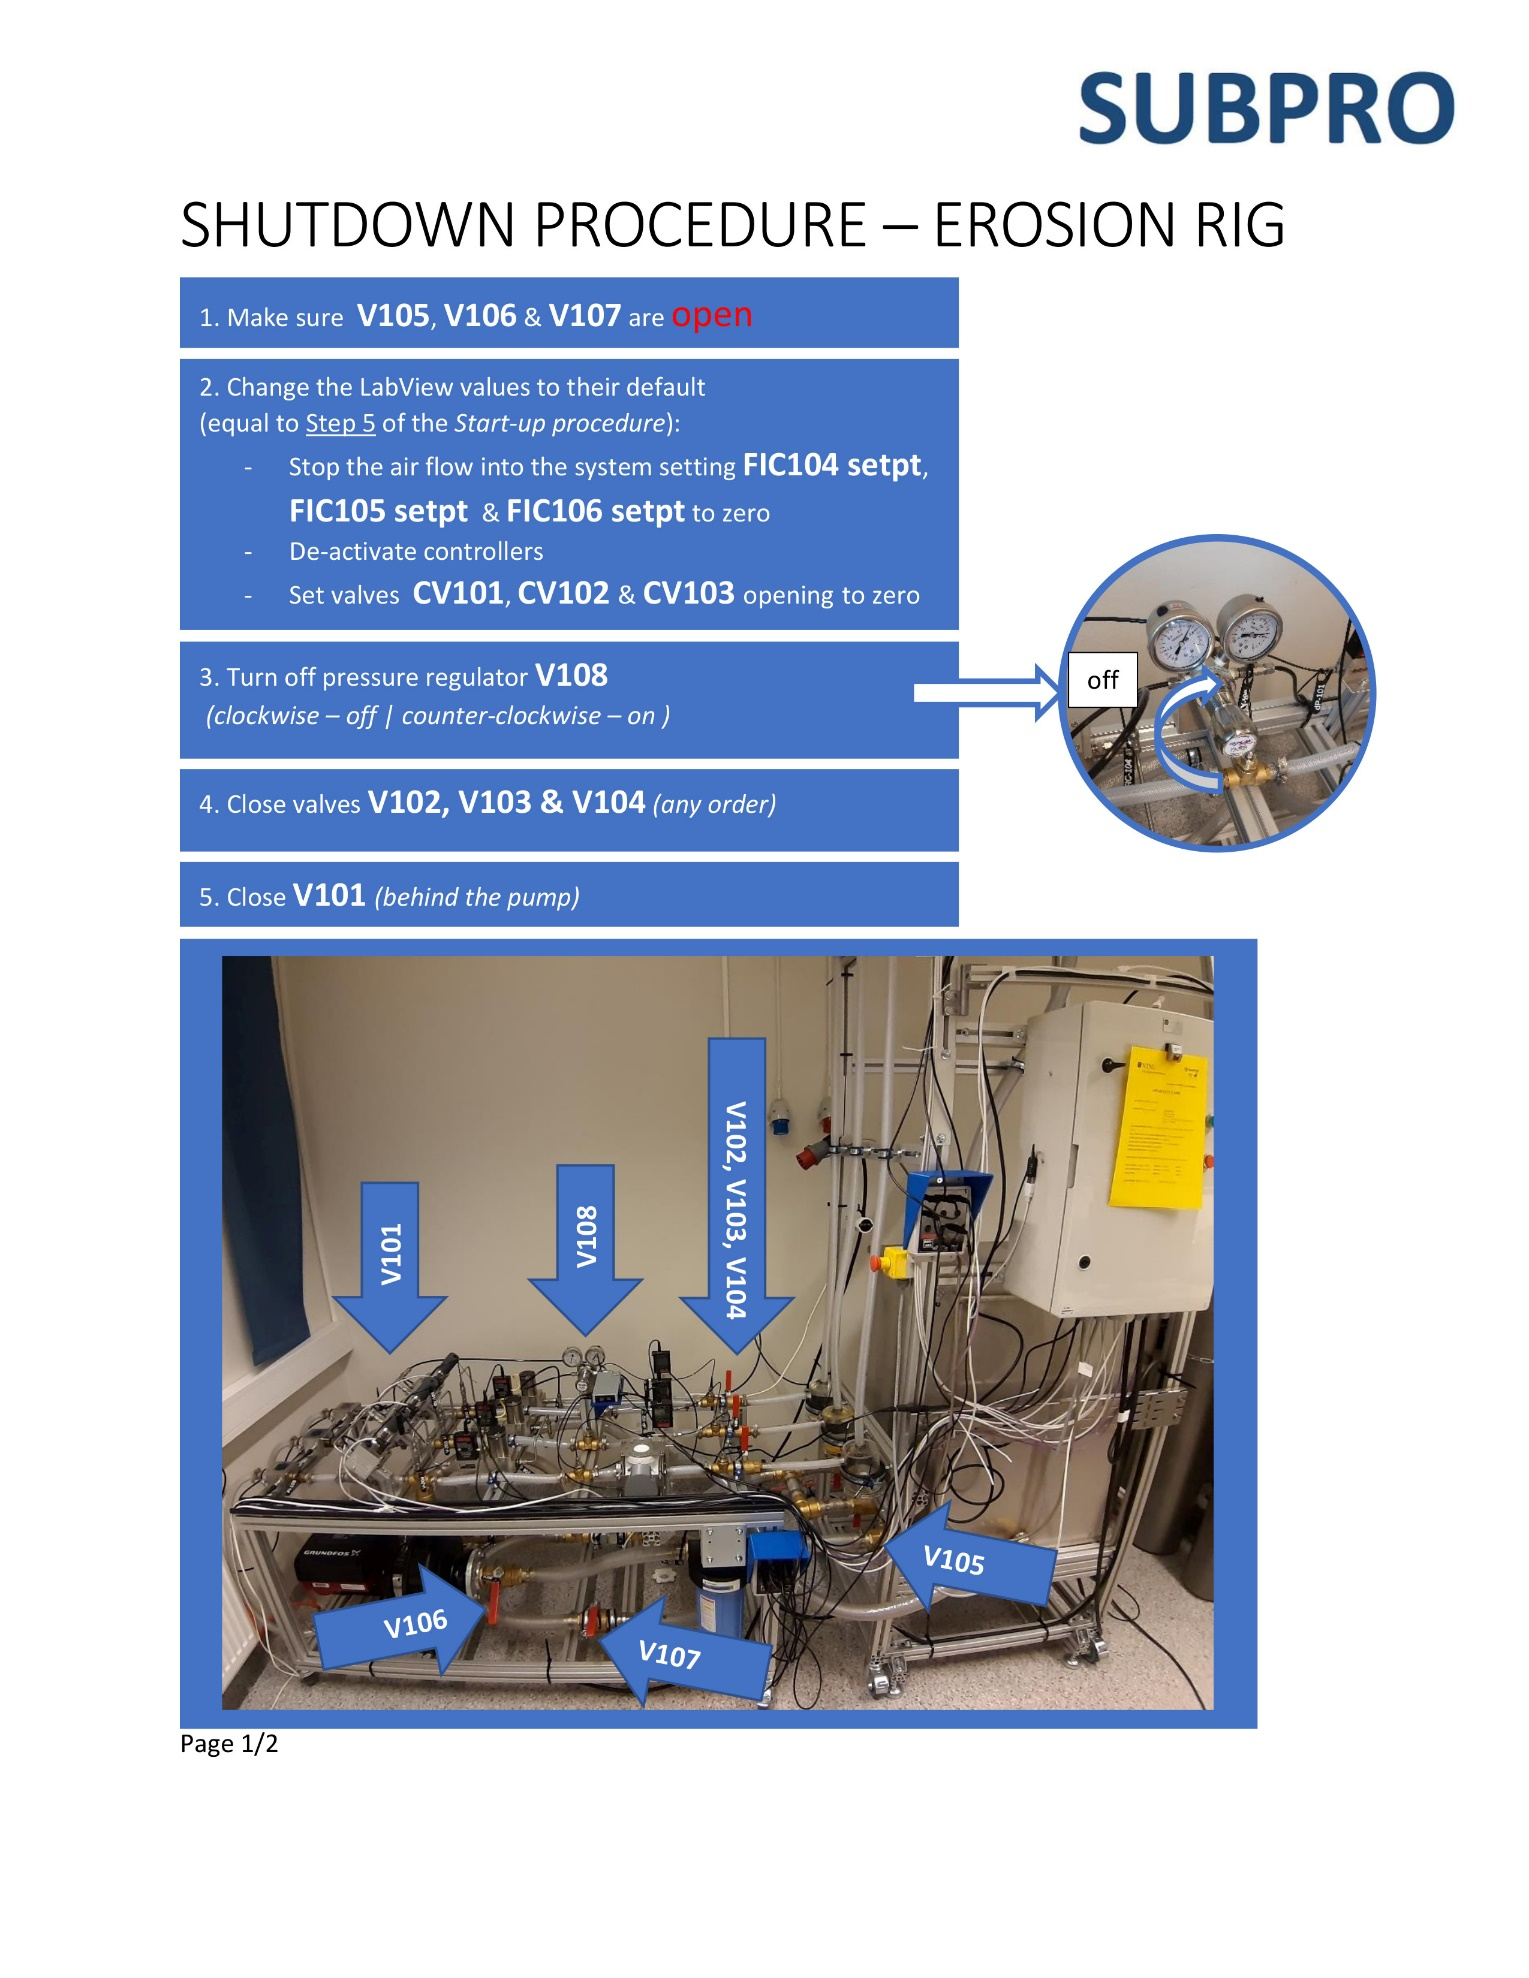 SUBPRO
SHUTDOWN PROCEDURE – EROSION RIG
1. Make sure V105, V106 & V107 are open
2. Change the LabView values to their default
(equal to Step 5 of the Start-up procedure):
- Stop the air flow into the system setting FIC104 setpt,
FIC105 setpt & FIC106 setpt to zero
- De-activate controllers
- Set valves CV101, CV102 & CV103 opening to zero
3. Turn off pressure regulator V108
(clockwise – off | counter-clockwise – on )
off
4. Close valves V102, V103 & V104 (any order)
5. Close V101 (behind the pump)
V101
V108
V102, V103, V104
GRUNDFOS
V105
V106
V107
Page 1/2